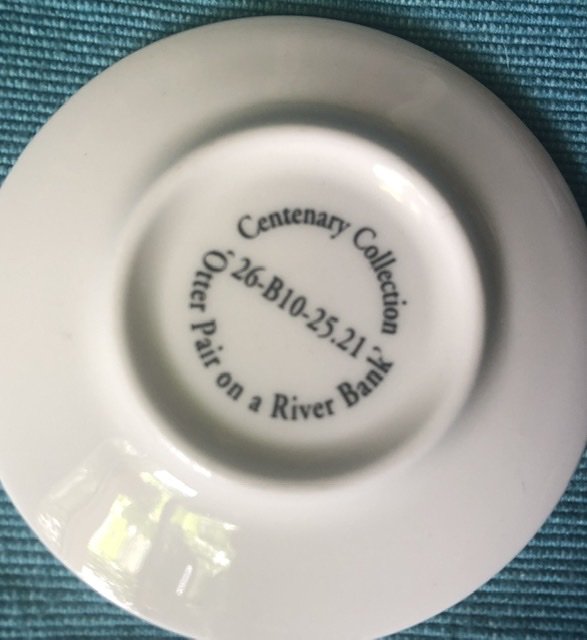 Centenary Collection
26-B10-25.21
'Otter Pair on a River Bank'